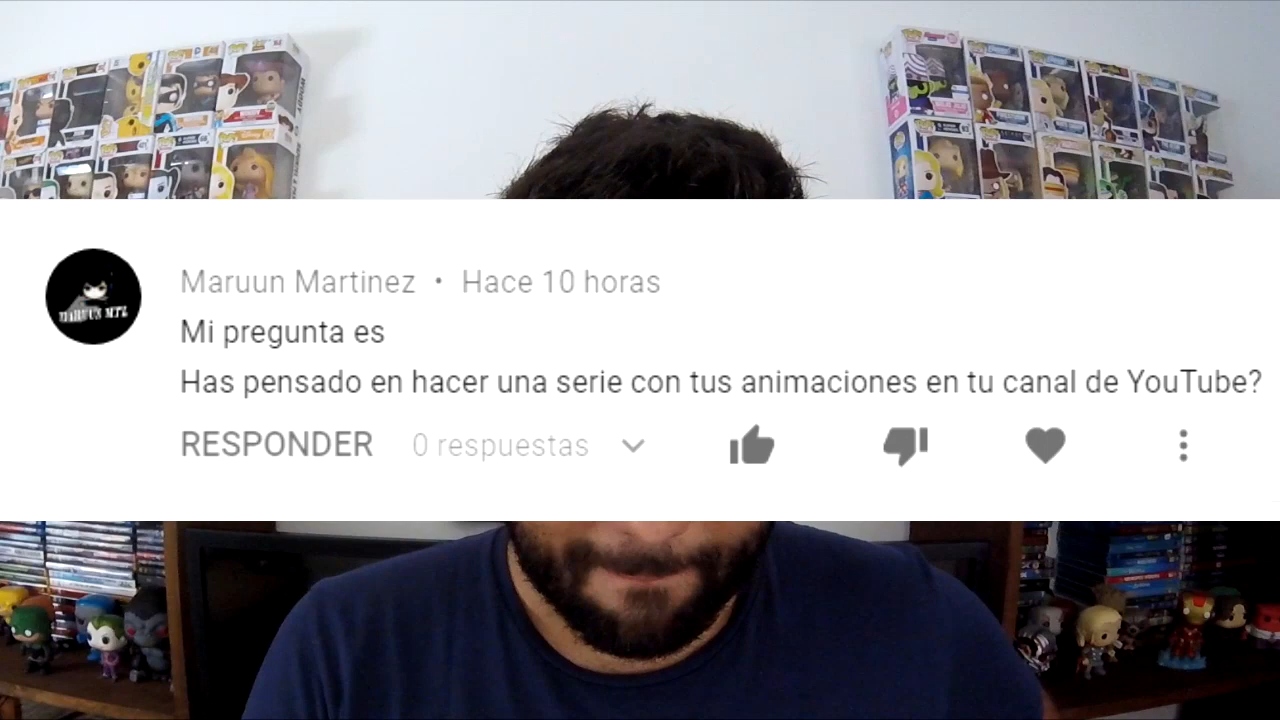 Maruun Martinez • Hace 10 horas
Mi pregunta es
Has pensado en hacer una serie con tus animaciones en tu canal de YouTube?
RESPONDER 0 respuestas